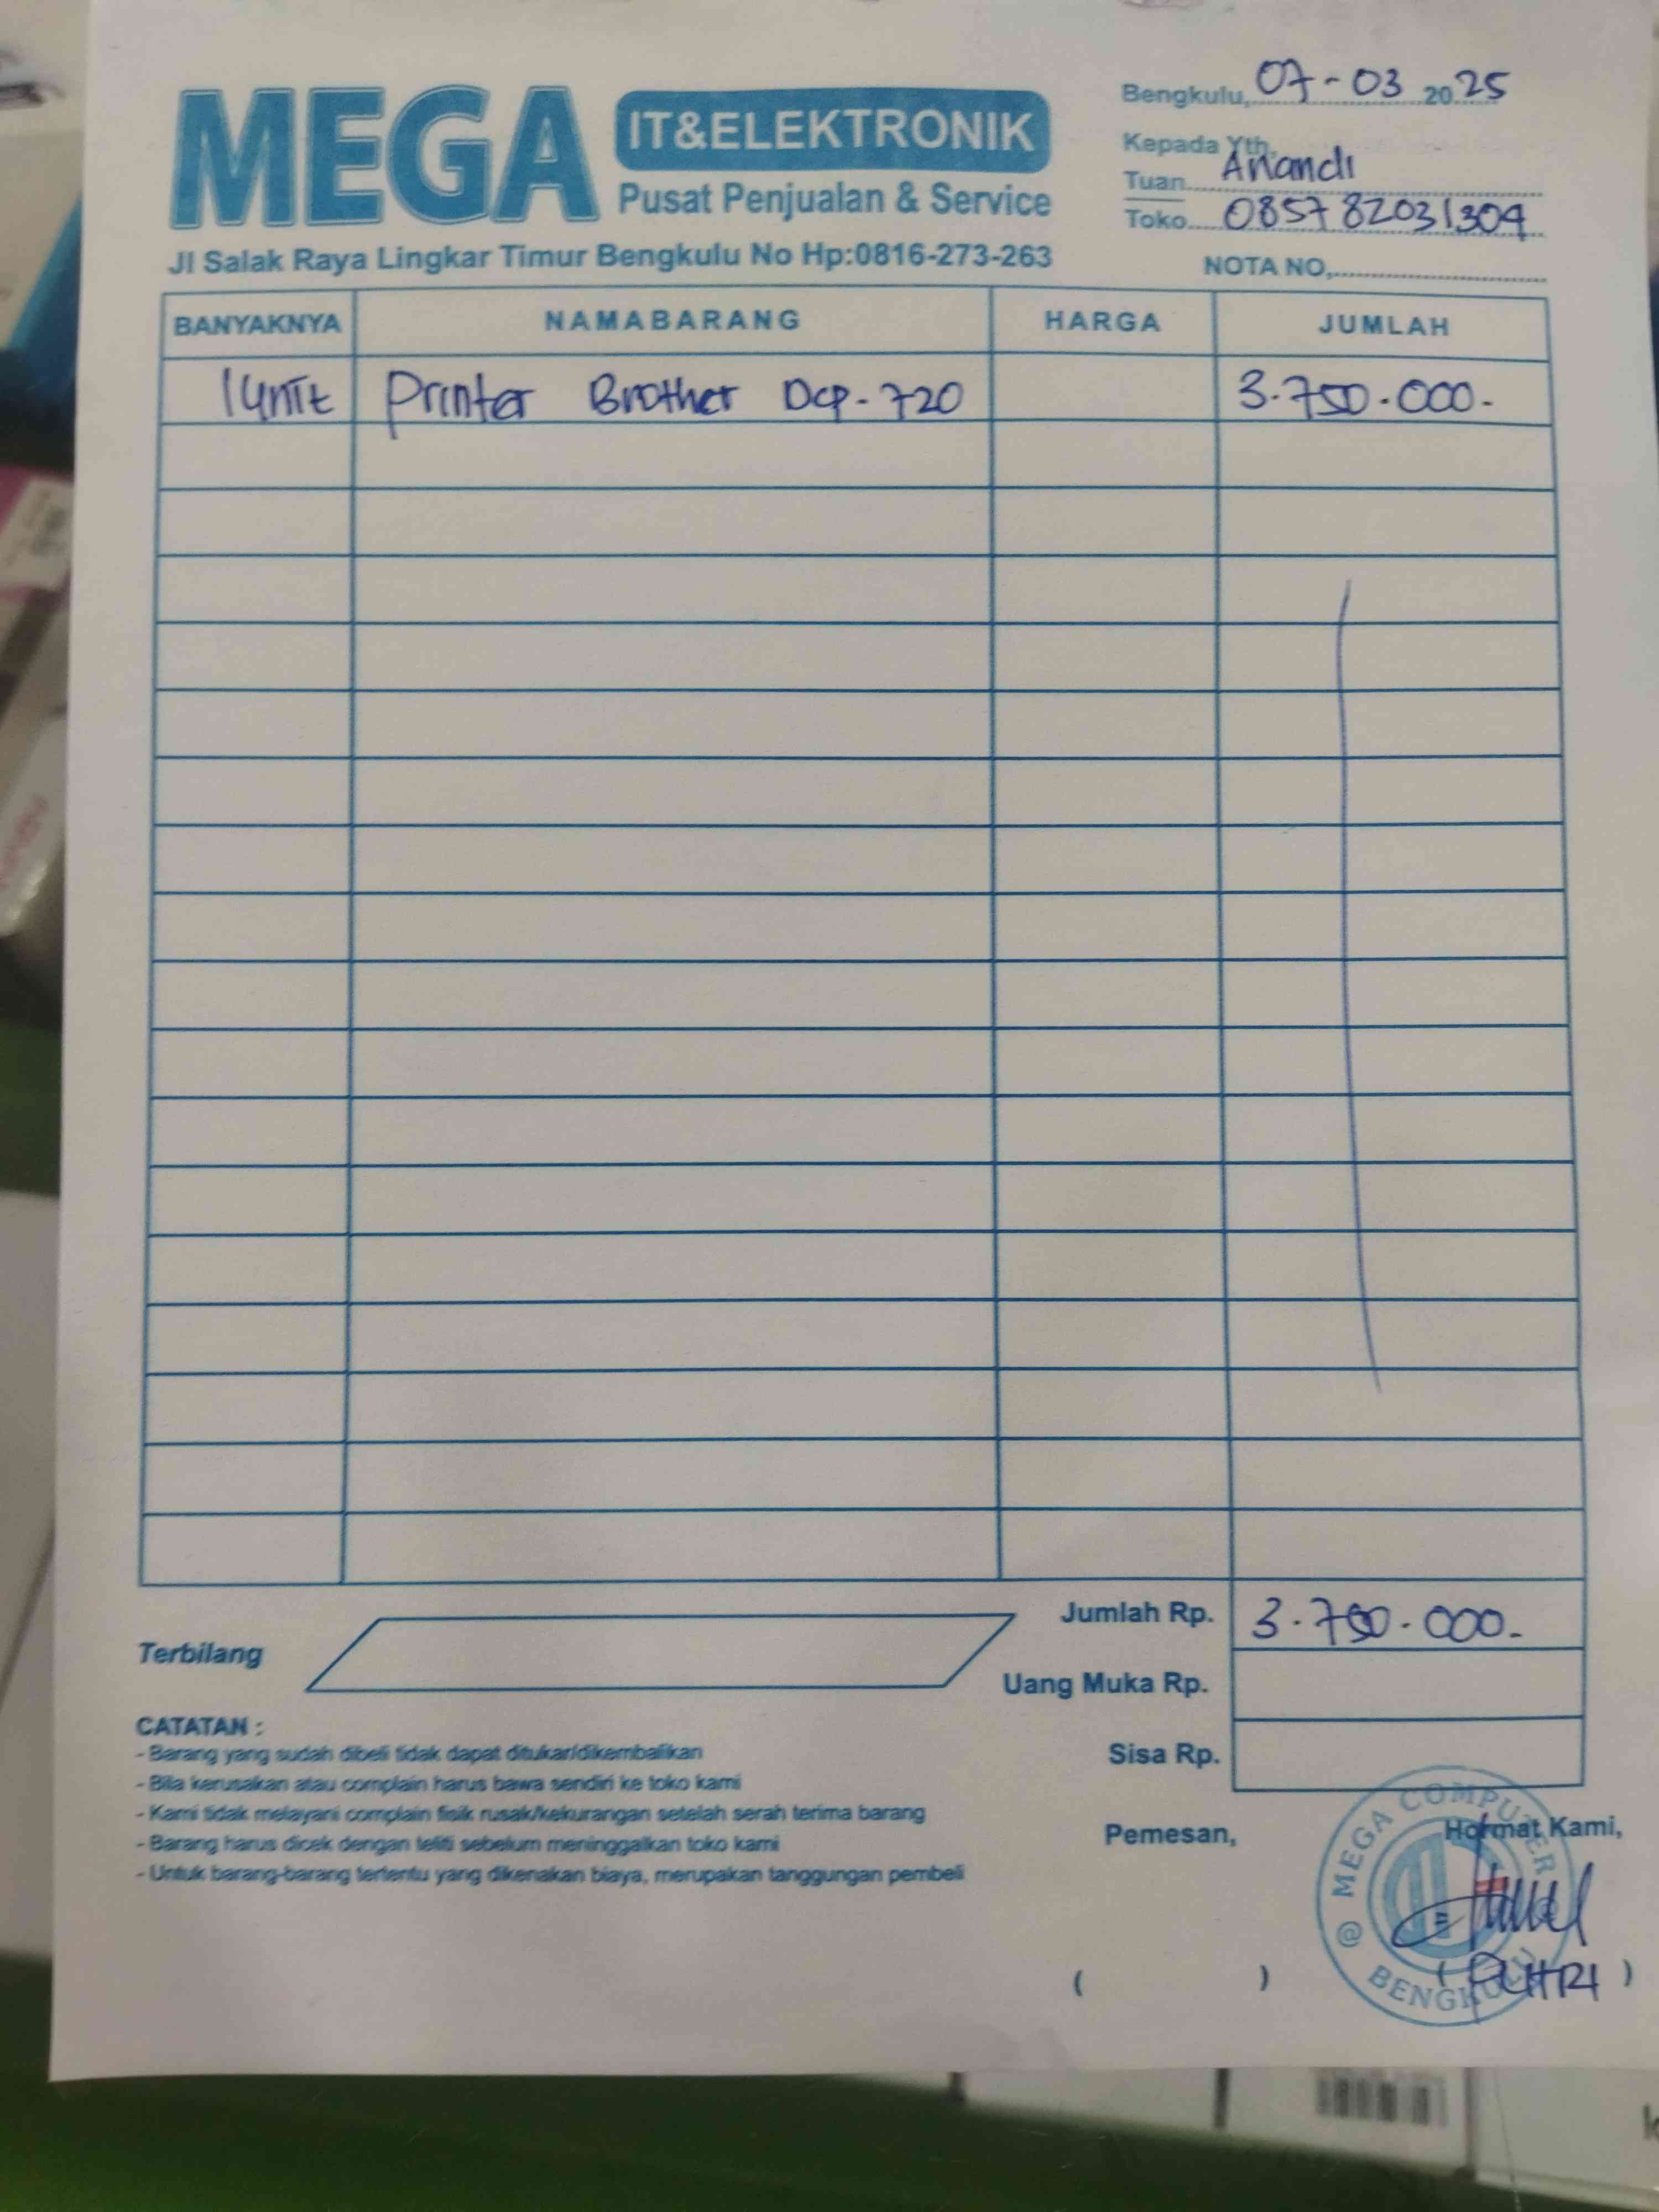 MEGA IT&ELEKTRONIK
Pusat Penjualan & Service
Jl Salak Raya Lingkar Timur Bengkulu No Hp:0816-273-263
Bengkulu, 07-03 2025
Kepada Yth,
Tuan Anandi
Toko 085782031304
NOTA NO,
BANYAKNYA NAMABARANG HARGA JUMLAH
1 unit Printer Brother Dcp-720 3.750.000.-
Jumlah Rp. 3.750.000.-
Terbilang
Uang Muka Rp.
Sisa Rp.
CATATAN :
- Barang yang sudah dibeli tidak dapat ditukar/dikembalikan
- Bila kerusakan atau complain harus bawa sendiri ke toko kami
- Kami tidak melayani complain fisik rusak/kekurangan setelah serah terima barang
- Barang harus dicek dengan teliti sebelum meninggalkan toko kami
- Untuk barang-barang tertentu yang dikenakan biaya, merupakan tanggungan pembeli
Pemesan,
Hormat Kami,
@ MEGA COMPUTER BENGKULU
( )
( PUTRI )